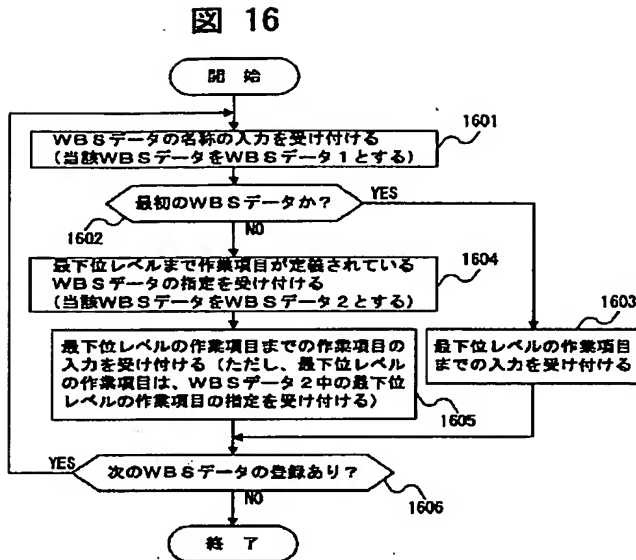 図 16
開 始
WBSデータの名称の入力を受け付ける
(当該WBSデータをWBSデータ1とする)
1601
最初のWBSデータか?
YES
1602
NO
最下位レベルまで作業項目が定義されている
WBSデータの指定を受け付ける
(当該WBSデータをWBSデータ2とする)
1604
1603
最下位レベルの作業項目までの作業項目の
入力を受け付ける(ただし、最下位レベル
の作業項目は、WBSデータ2中の最下位
レベルの作業項目の指定を受け付ける)
最下位レベルの作業項目
までの入力を受け付ける
1605
YES
次のWBSデータの登録あり?
NO
1606
終 了